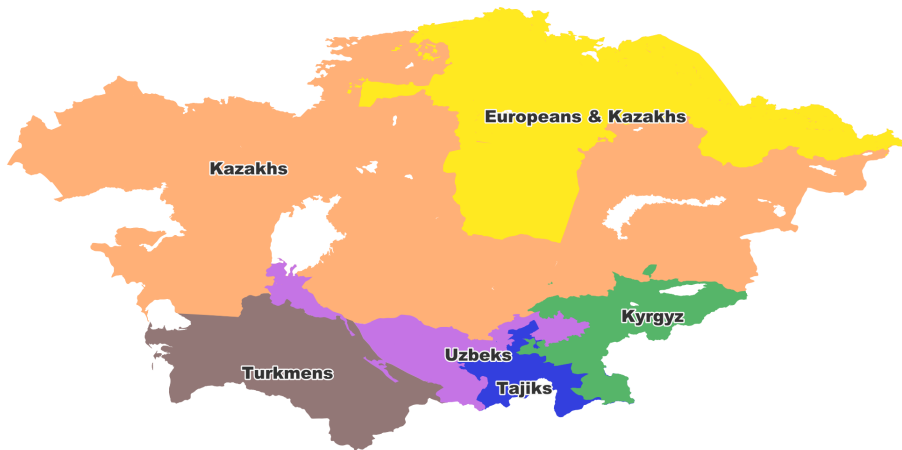 Europeans & Kazakhs
Kazakhs
Kyrgyz
Uzbeks
Turkmens
Tajiks